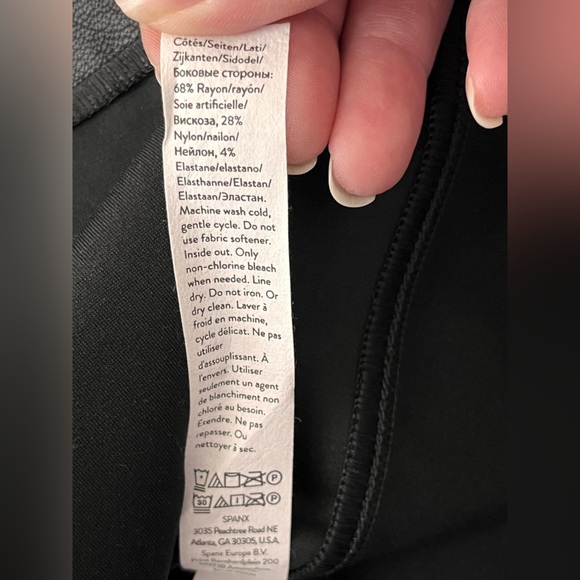 Côtés/Seiten/Lati/
Zijkanten/Sidodel/
Боковые стороны:
68% Rayon/rayón/
Soie artificielle/
Вискоза, 28%
Nylon/nailon/
Нейлон, 4%
Elastane/elastano/
Elasthanne/Elastan/
Elastaan/Эластан.
Machine wash cold,
gentle cycle. Do not
use fabric softener.
Inside out. Only
non-chlorine bleach
when needed. Line
dry. Do not iron. Or
dry clean. Laver à
froid en machine,
cycle délicat. Ne pas
utiliser
d'assouplissant. À
l'envers. Utiliser
seulement un agent
de blanchiment non
chloré au besoin.
Étendre. Ne pas
repasser. Ou
nettoyer à sec.
P
30 P
SPANX
3035 Peachtree Road NE
Atlanta, GA 30305, U.S.A.
Spanx Europe B.V.
200